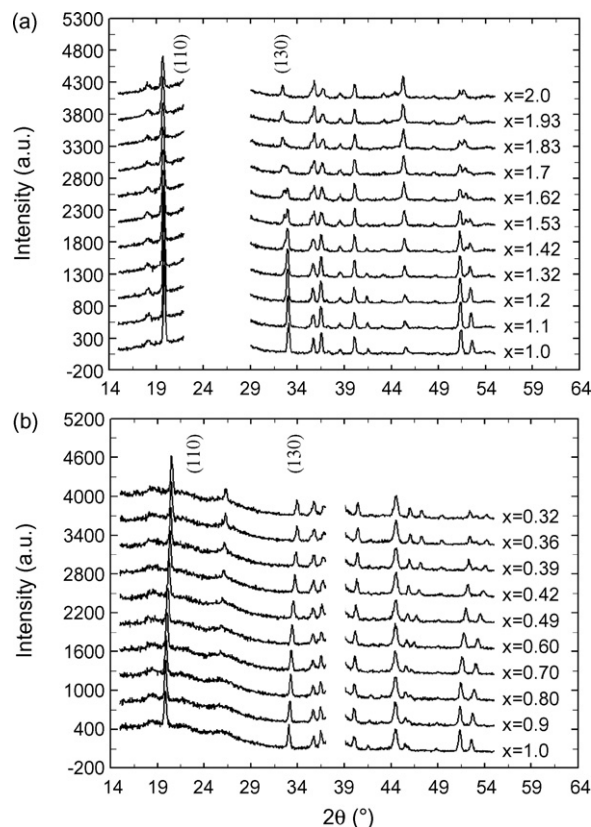 (a)
5300
4800
4300
3800
3300
2800
2300
1800
1300
800
300
-200
Intensity (a.u.)
(110)
(130)
x=2.0
x=1.93
x=1.83
x=1.7
x=1.62
x=1.53
x=1.42
x=1.32
x=1.2
x=1.1
x=1.0
14 19 24 29 34 39 44 49 54 59 64
(b)
5200
4600
4000
3400
2800
2200
1600
1000
400
-200
Intensity (a.u.)
(110)
(130)
x=0.32
x=0.36
x=0.39
x=0.42
x=0.49
x=0.60
x=0.70
x=0.80
x=0.9
x=1.0
14 19 24 29 34 39 44 49 54 59 64
2θ (°)